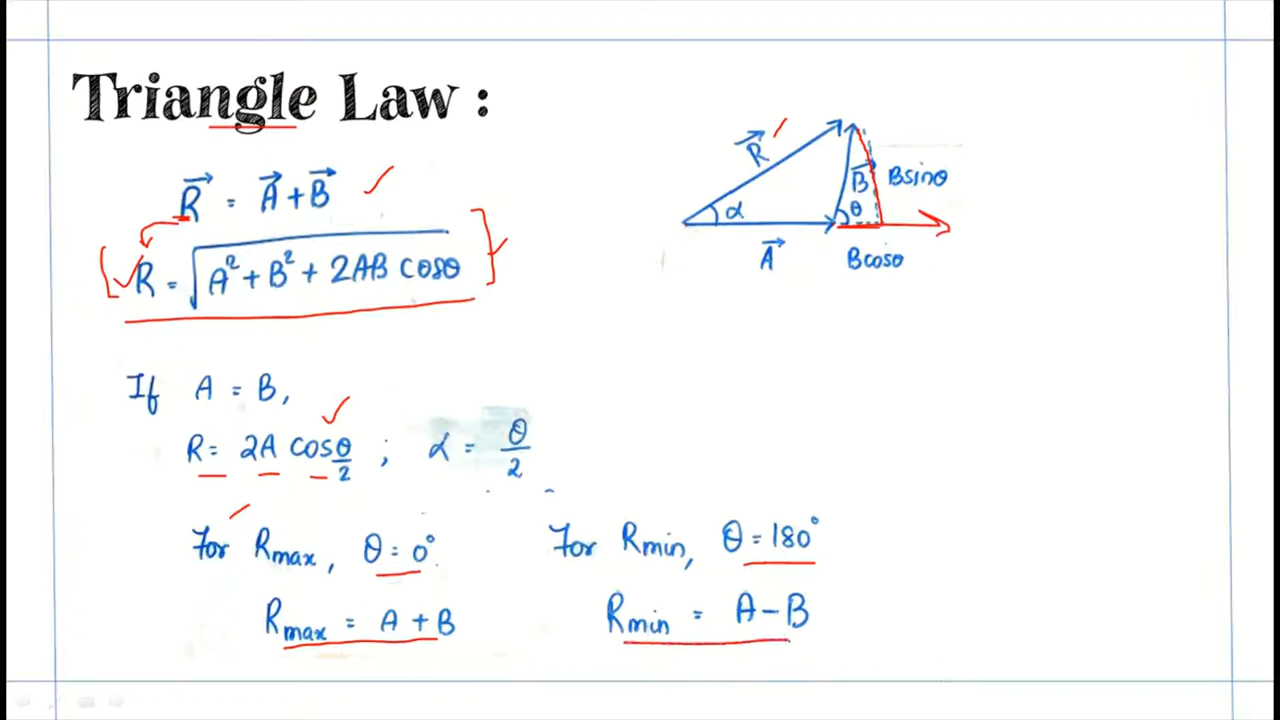 Triangle Law :
R⃗ = A⃗ + B⃗
R = √(A² + B² + 2AB cosθ)
If A = B,
R = 2A cosθ/2 ; α = θ/2
For Rmax, θ = 0°
Rmax = A + B
For Rmin, θ = 180°
Rmin = A - B
R⃗
α
A⃗
B⃗
θ
Bsinθ
Bcosθ